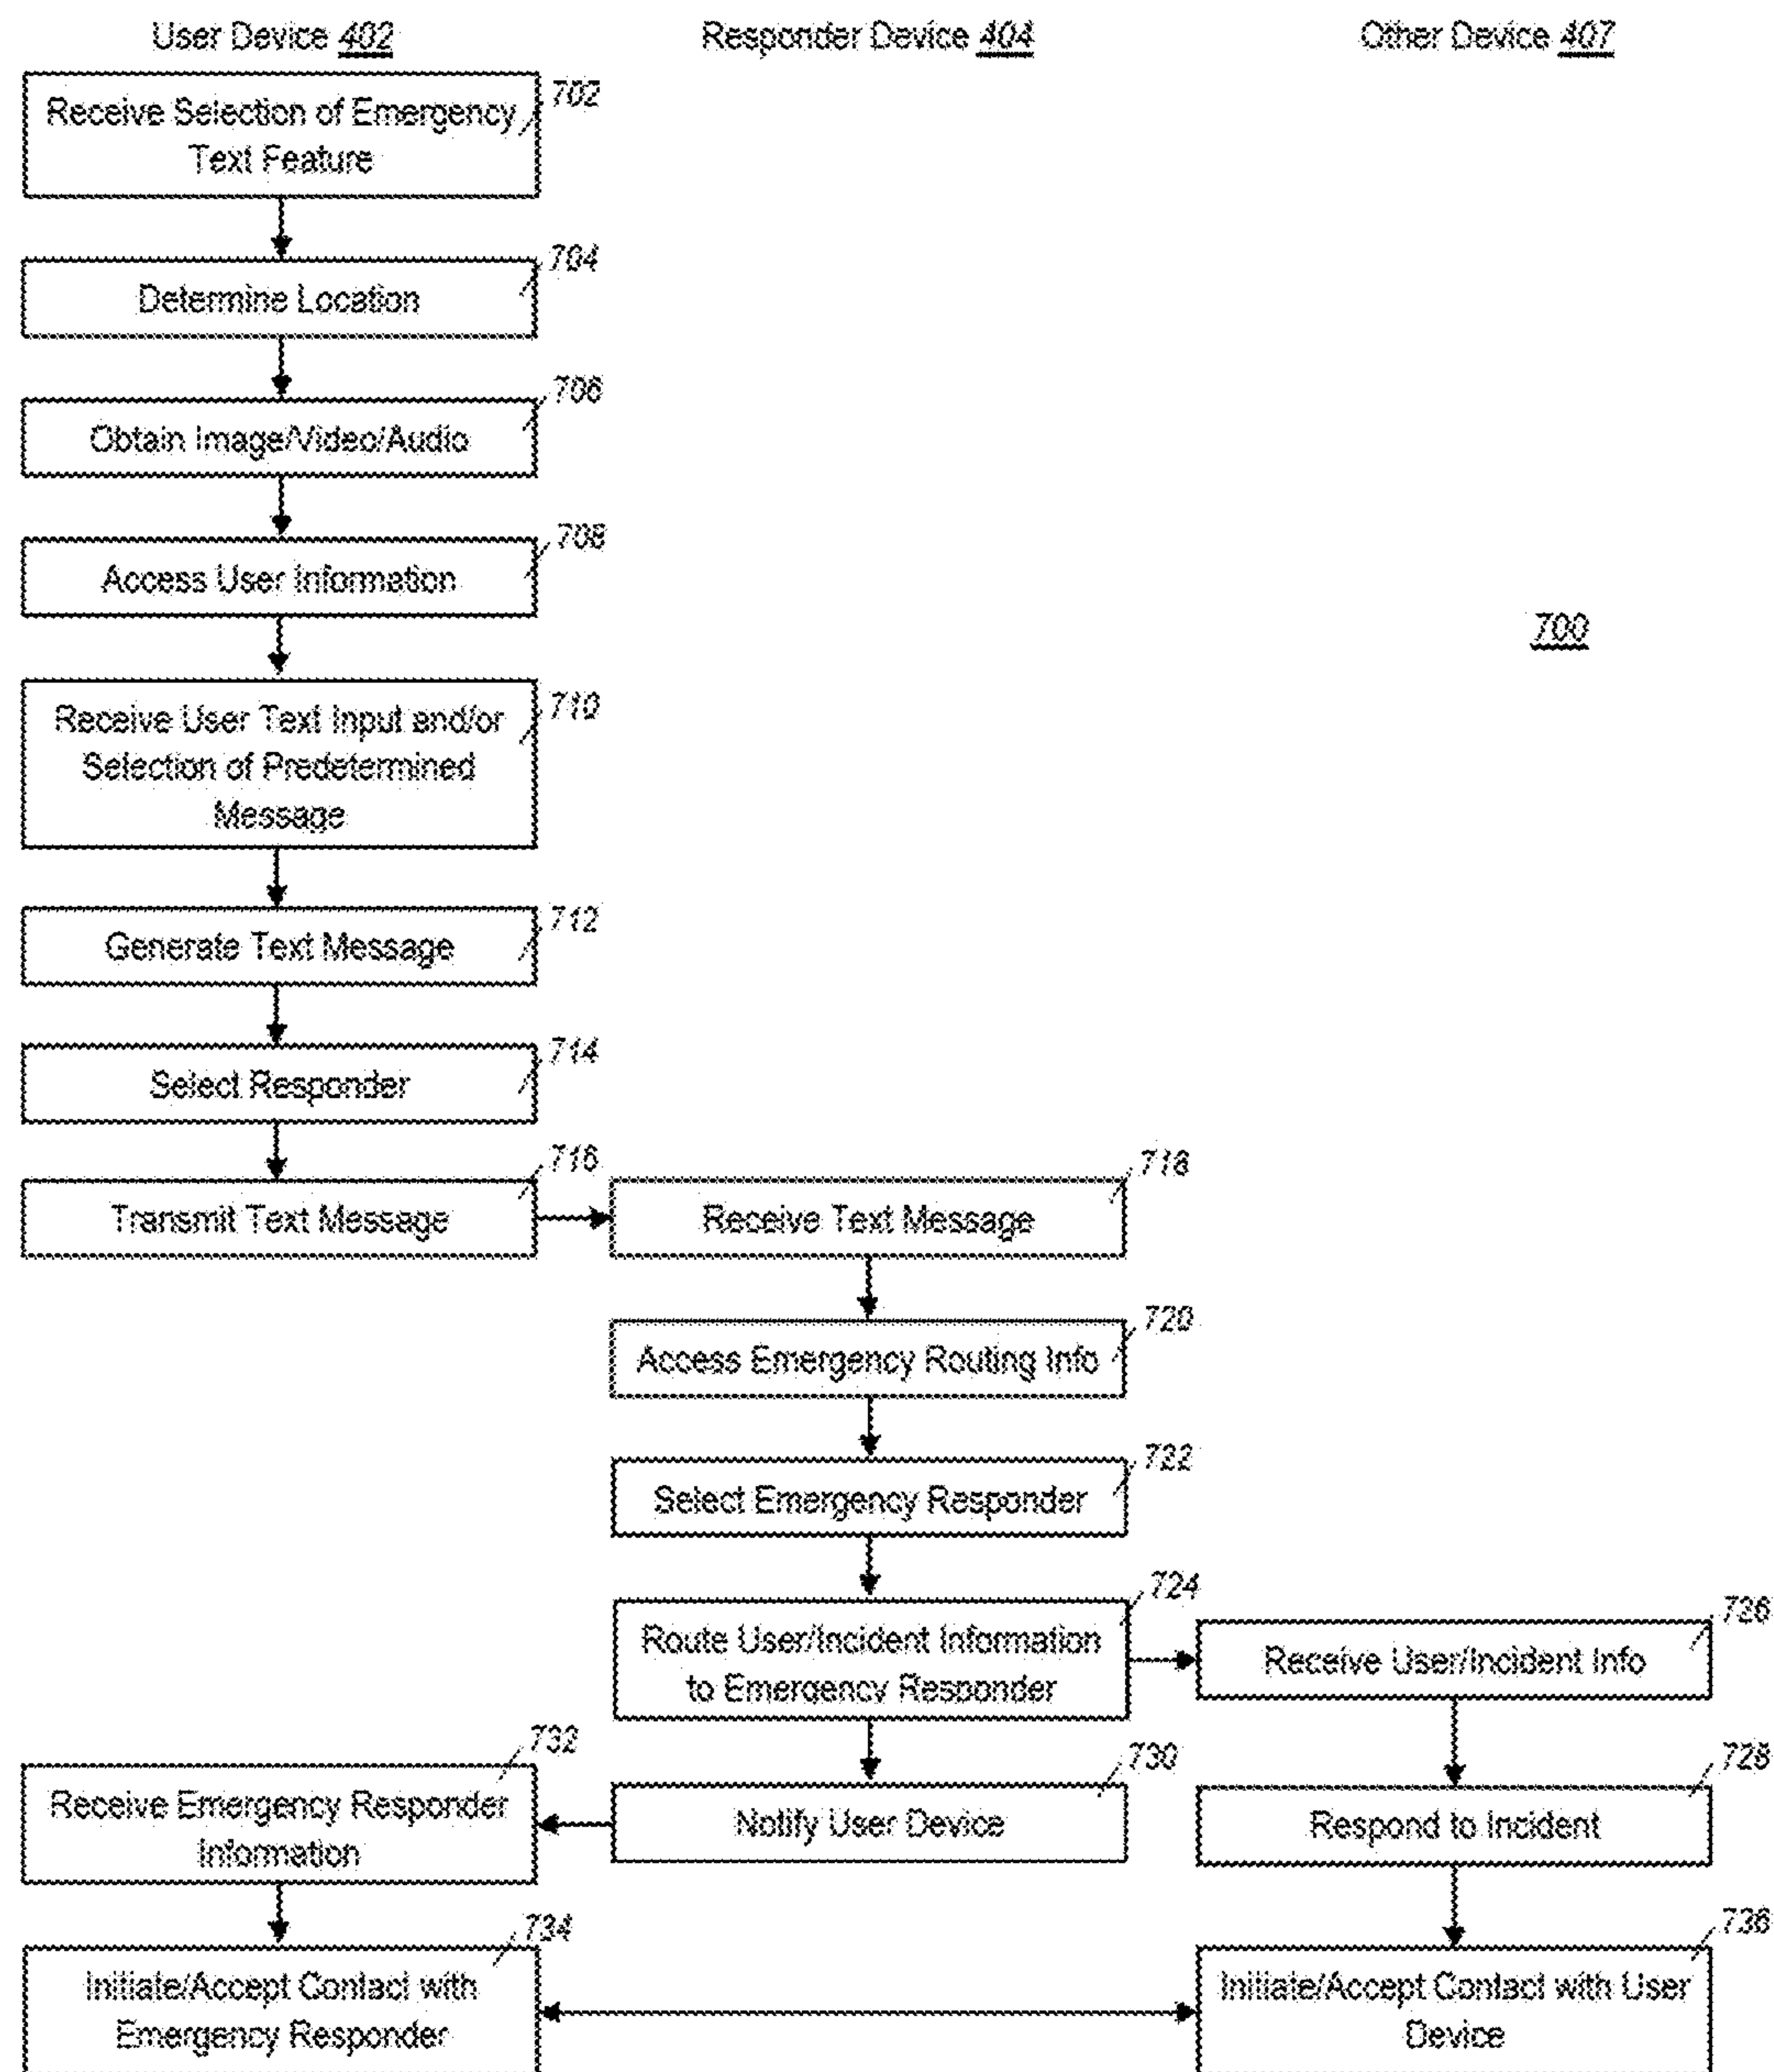 User Device 402
Responder Device 404
Other Device 407
702
Receive Selection of Emergency
Text Feature
704
Determine Location
706
Obtain Image/Video/Audio
708
Access User Information
700
710
Receive User Text Input and/or
Selection of Predetermined
Message
712
Generate Text Message
714
Select Responder
716
Transmit Text Message
718
Receive Text Message
720
Access Emergency Routing Info
722
Select Emergency Responder
724
Route User/Incident Information
to Emergency Responder
726
Receive User/Incident Info
732
Receive Emergency Responder
Information
730
Notify User Device
728
Respond to Incident
734
Initiate/Accept Contact with
Emergency Responder
736
Initiate/Accept Contact with User
Device